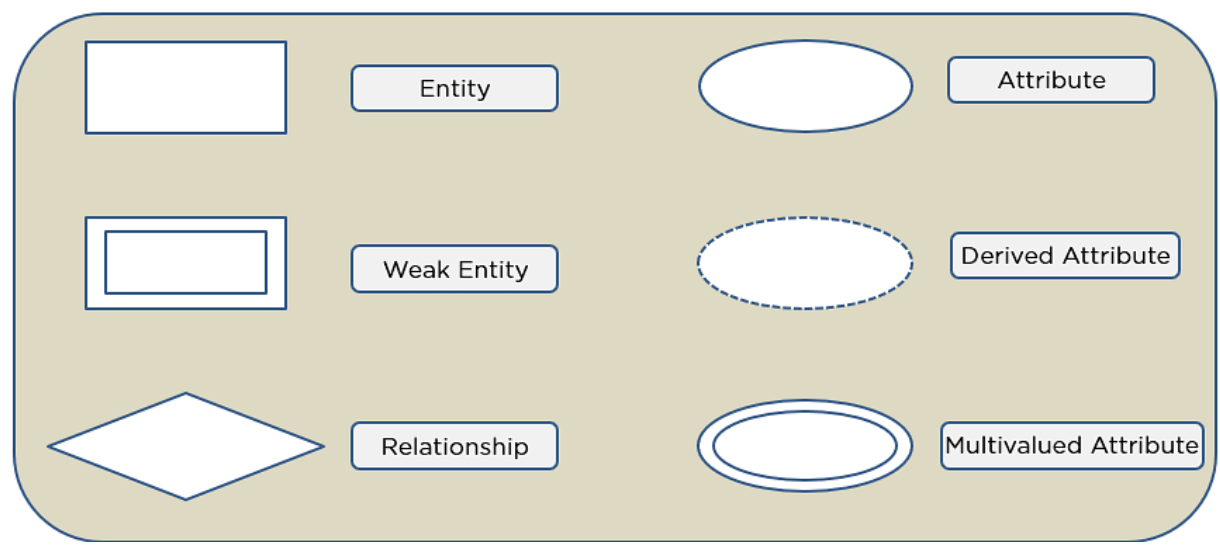 Entity
Attribute
Weak Entity
Derived Attribute
Relationship
Multivalued Attribute